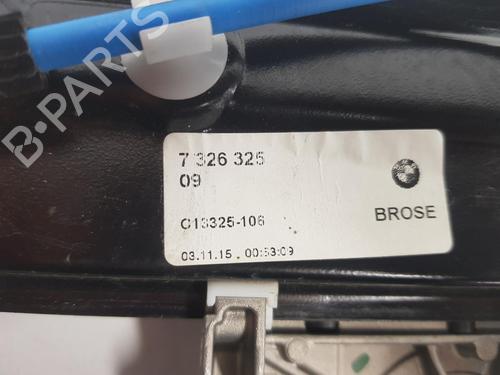 B-PARTS
7 326 325
09
C13325-106
BROSE
03.11.15 . 00:53:09